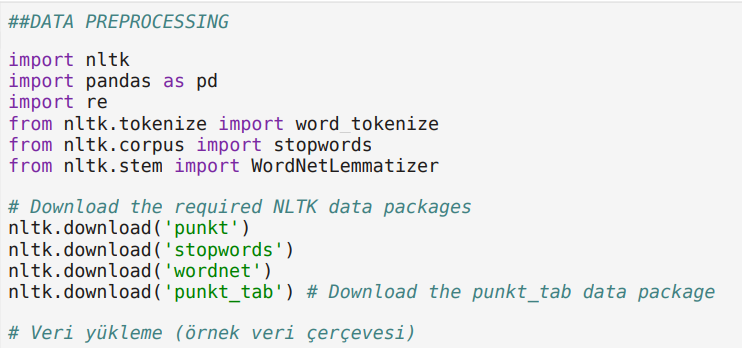 ##DATA PREPROCESSING
import nltk
import pandas as pd
import re
from nltk.tokenize import word_tokenize
from nltk.corpus import stopwords
from nltk.stem import WordNetLemmatizer
# Download the required NLTK data packages
nltk.download('punkt')
nltk.download('stopwords')
nltk.download('wordnet')
nltk.download('punkt_tab') # Download the punkt_tab data package
# Veri yükleme (örnek veri çerçevesi)